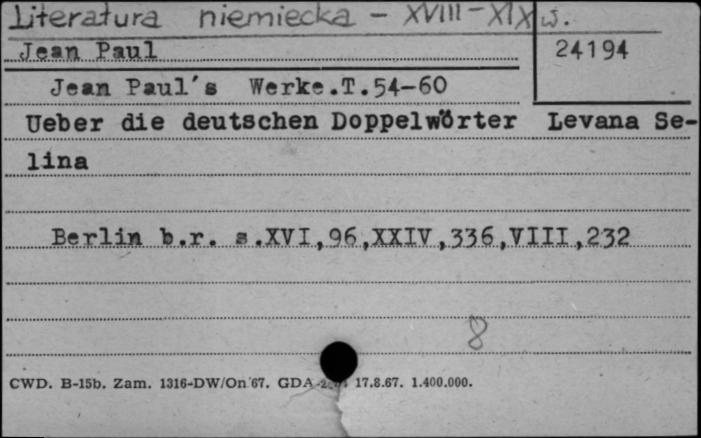 Literatura niemiecka - XVIII-XIX w.
Jean Paul
24194
Jean Paul's Werke.T.54-60
Ueber die deutschen Doppelwörter Levana Se-
lina
Berlin b.r. s.XVI,96,XXIV,336,VIII,232
8
CWD. B-15b. Zam. 1316-DW/On/67. GDA 17.8.67. 1.400.000.